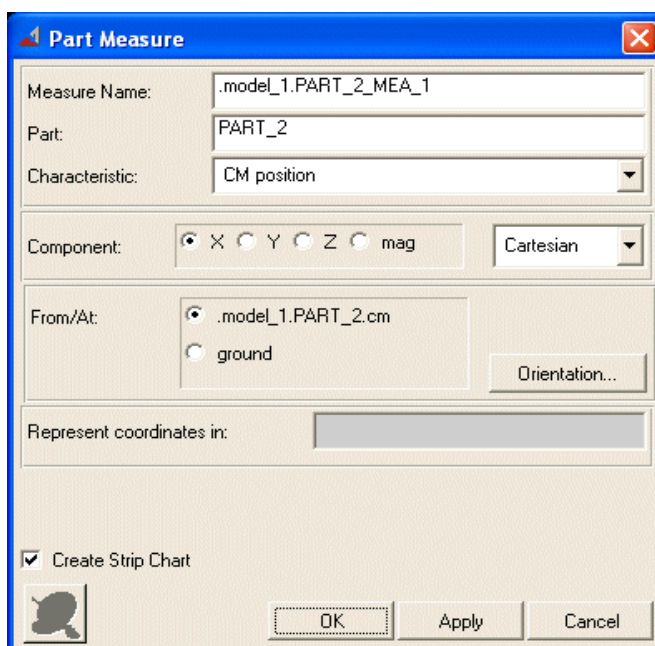 Part Measure
Measure Name: .model_1.PART_2_MEA_1
Part: PART_2
Characteristic: CM position
Component: X Y Z mag Cartesian
From/At: .model_1.PART_2.cm
ground
Orientation...
Represent coordinates in:
Create Strip Chart
OK Apply Cancel